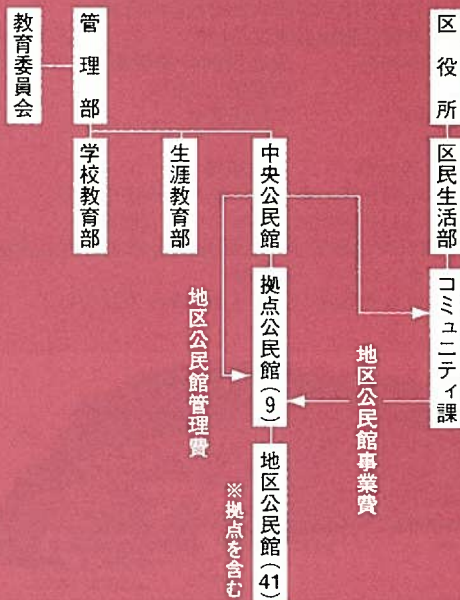 区役所
区民生活部
コミュニティ課
地区公民館事業費
中央公民館
拠点公民館(9)
地区公民館(41)
※拠点を含む
地区公民館管理費
生涯教育部
管理部
学校教育部
教育委員会